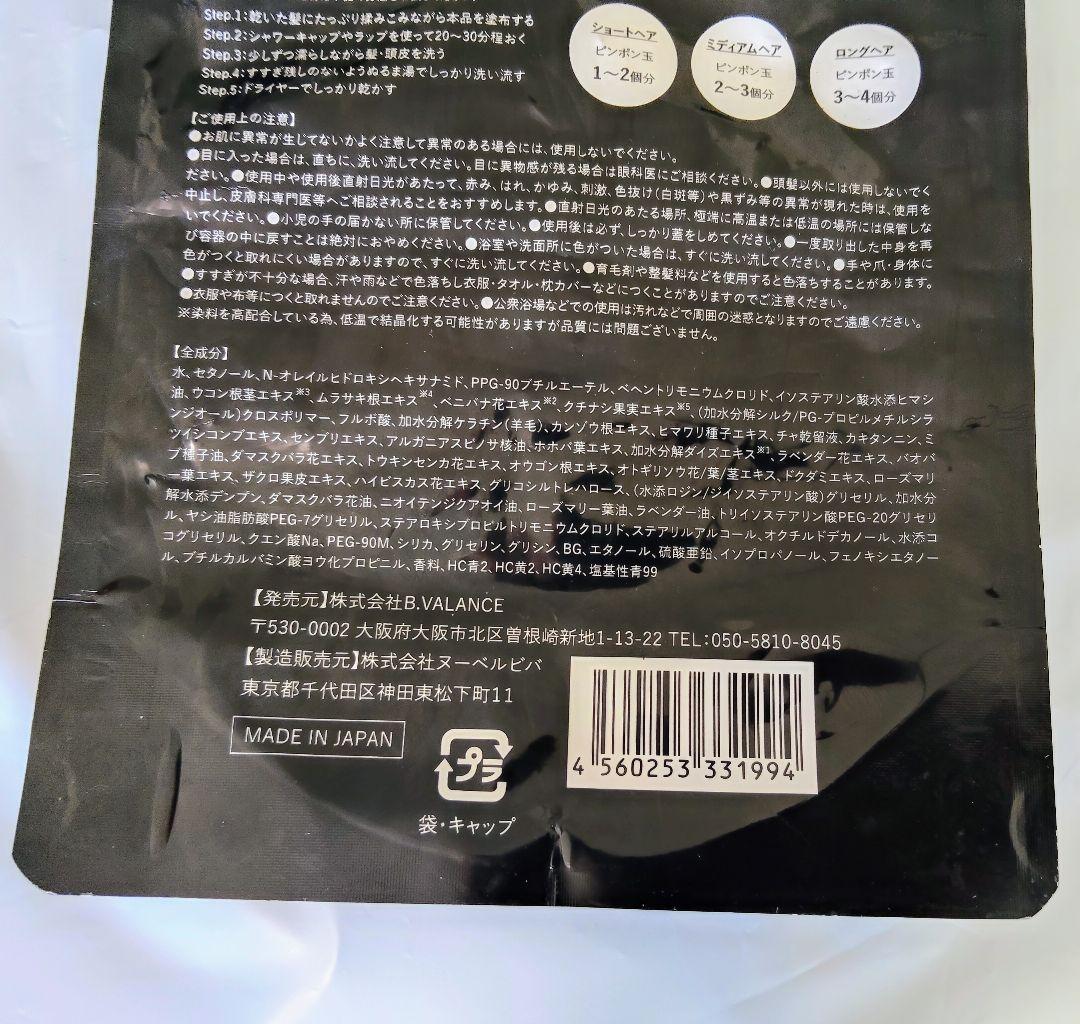 Step.1:乾いた髪にたっぷり揉みこみながら本品を塗布する
Step.2:シャワーキャップやラップを使って20〜30分程おく
Step.3:少しずつ濡らしながら髪・頭皮を洗う
Step.4:すすぎ残しのないようぬるま湯でしっかり洗い流す
Step.5:ドライヤーでしっかり乾かす
ショートヘア
ピンポン玉
1〜2個分
ミディアムヘア
ピンポン玉
2〜3個分
ロングヘア
ピンポン玉
3〜4個分
【ご使用上の注意】
●お肌に異常が生じてないかよく注意して異常のある場合には、使用しないでください。
●目に入った場合は、直ちに、洗い流してください。目に異物感が残る場合は眼科医にご相談ください。●頭髪以外には使用しないでく
ださい。●使用中や使用後直射日光があたって、赤み、はれ、かゆみ、刺激、色抜け(白斑等)や黒ずみ等の異常が現れた時は、使用を
中止し、皮膚科専門医等へご相談されることをおすすめします。●直射日光のあたる場所、極端に高温または低温の場所には保管しな
いでください。●小児の手の届かない所に保管してください。●使用後は必ず、しっかり蓋をしめてください。●一度取り出した中身を再
び容器の中に戻すことは絶対におやめください。●浴室や洗面所に色がついた場合は、すぐに洗い流してください。●手や爪・身体に
色がつくと取れにくい場合がありますので、すぐに洗い流してください。●育毛剤や整髪料などを使用すると色落ちすることがあります。
●すすぎが不十分な場合、汗や雨などで色落ちし衣服・タオル・枕カバーなどにつくことがありますのでご注意ください。
●衣服や布等につくと取れませんのでご注意ください。●公衆浴場などでの使用は汚れなどで周囲の迷惑となりますのでご遠慮ください。
※染料を高配合している為、低温で結晶化する可能性がありますが品質には問題ございません。
【全成分】
水、セタノール、N-オレイルヒドロキシヘキサナミド、PPG-90ブチルエーテル、ベヘントリモニウムクロリド、イソステアリン酸水添ヒマシ
油、ウコン根茎エキス※3、ムラサキ根エキス※4、ベニバナ花エキス※2、クチナシ果実エキス※5、(加水分解シルク/PG-プロピルメチルシラ
ンジオール)クロスポリマー、フルボ酸、加水分解ケラチン(羊毛)、カンゾウ根エキス、ヒマワリ種子エキス、チャ乾留液、カキタンニン、ミ
ツイシコンブエキス、センブリエキス、アルガニアスピノサ核油、ホホバ葉エキス、加水分解ダイズエキス※1、ラベンダー花エキス、バオバ
ブ種子油、ダマスクバラ花エキス、トウキンセンカ花エキス、オウゴン根エキス、オトギリソウ花/葉/茎エキス、ドクダミエキス、ローズマリ
ー葉エキス、ザクロ果皮エキス、ハイビスカス花エキス、グリコシルトレハロース、(水添ロジン/ジイソステアリン酸)グリセリル、加水分
解水添デンプン、ダマスクバラ花油、ニオイテンジクアオイ油、ローズマリー葉油、ラベンダー油、トリイソステアリン酸PEG-20グリセリ
ル、ヤシ油脂肪酸PEG-7グリセリル、ステアロキシプロピルトリモニウムクロリド、ステアリルアルコール、オクチルドデカノール、水添コ
コグリセリル、クエン酸Na、PEG-90M、シリカ、グリセリン、グリシン、BG、エタノール、硫酸亜鉛、イソプロパノール、フェノキシエタノー
ル、ブチルカルバミン酸ヨウ化プロピニル、香料、HC青2、HC黄2、HC黄4、塩基性青99
【発売元】株式会社B.VALANCE
〒530-0002 大阪府大阪市北区曽根崎新地1-13-22 TEL:050-5810-8045
【製造販売元】株式会社ヌーベルビバ
東京都千代田区神田東松下町11
MADE IN JAPAN
プラ
袋・キャップ
4 560253 331994